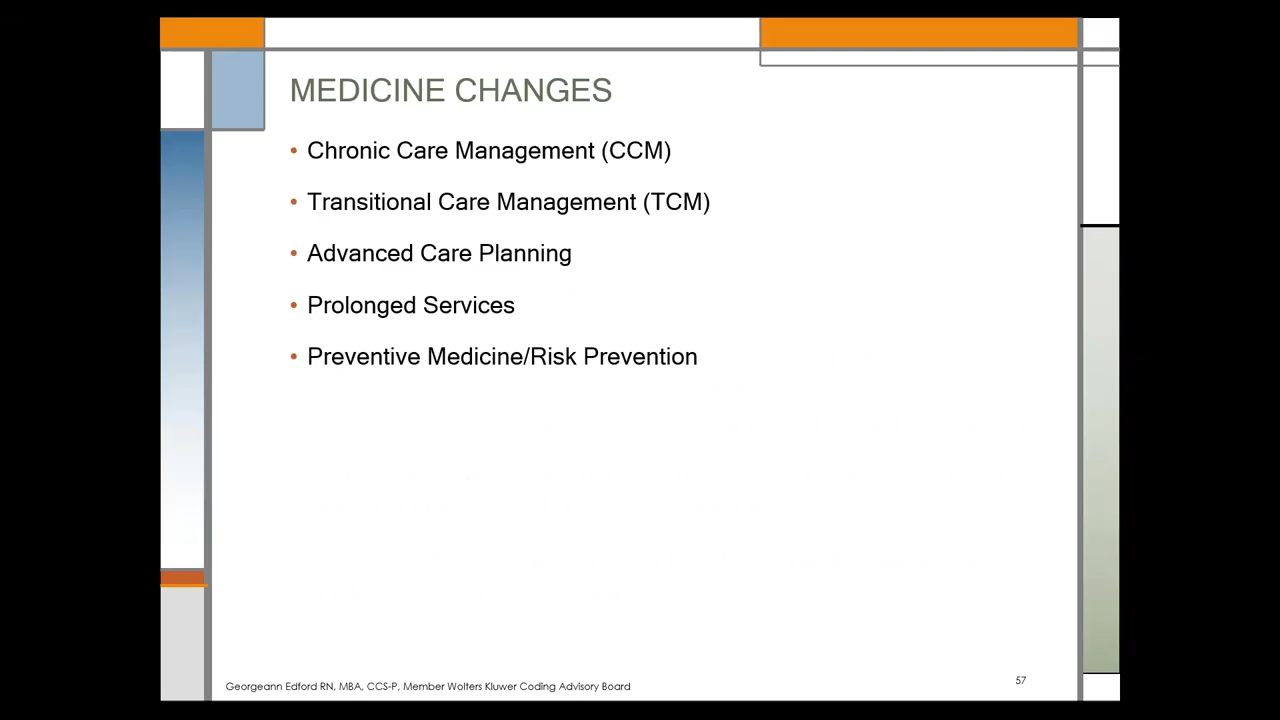 MEDICINE CHANGES
• Chronic Care Management (CCM)
• Transitional Care Management (TCM)
• Advanced Care Planning
• Prolonged Services
• Preventive Medicine/Risk Prevention
Georgeann Edford RN, MBA, CCS-P, Member Wolters Kluwer Coding Advisory Board
57